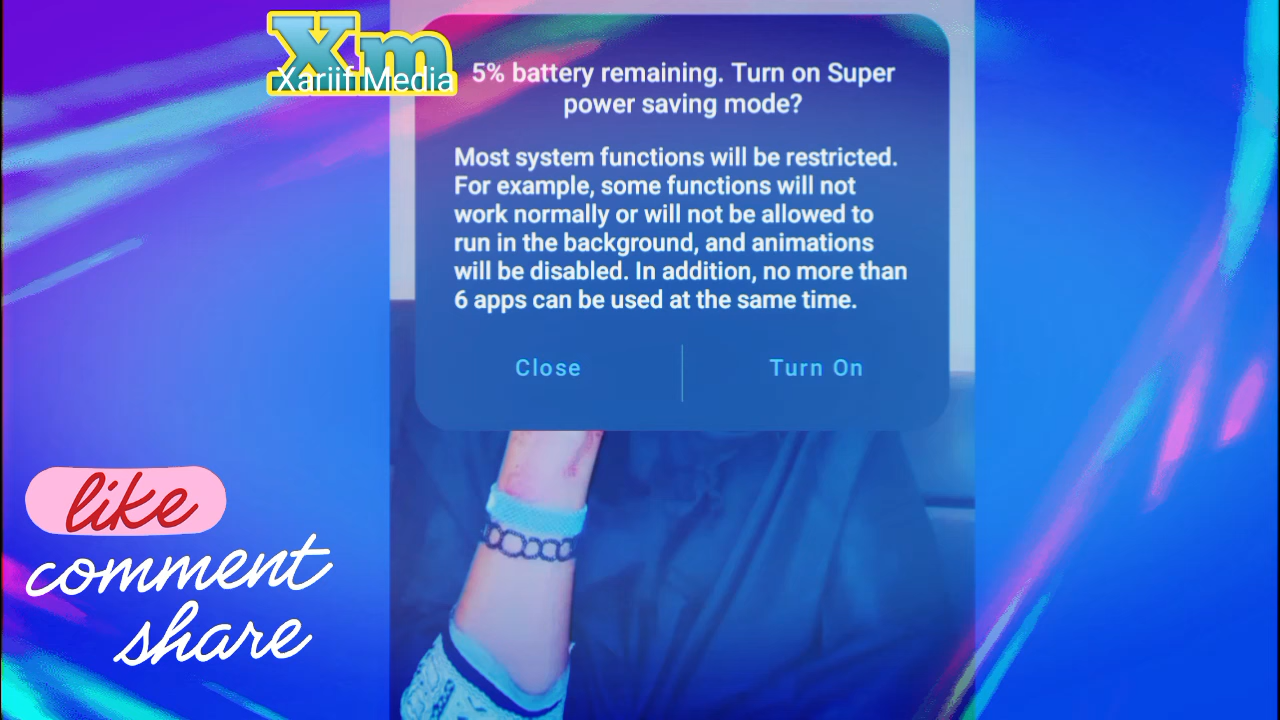 Xm
Xariif Media
5% battery remaining. Turn on Super
power saving mode?
Most system functions will be restricted.
For example, some functions will not
work normally or will not be allowed to
run in the background, and animations
will be disabled. In addition, no more than
6 apps can be used at the same time.
Close Turn On
like
comment
share